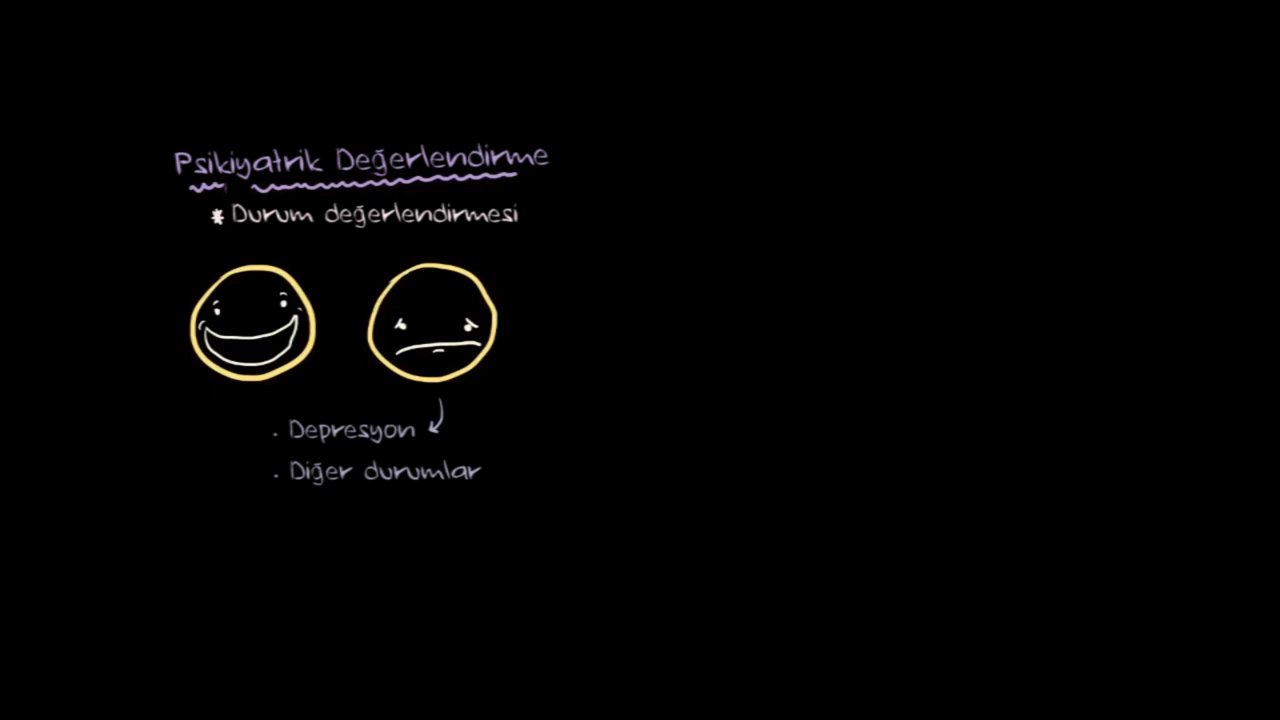 Psikiyatrik Değerlendirme
* Durum değerlendirmesi
. Depresyon
. Diğer durumlar